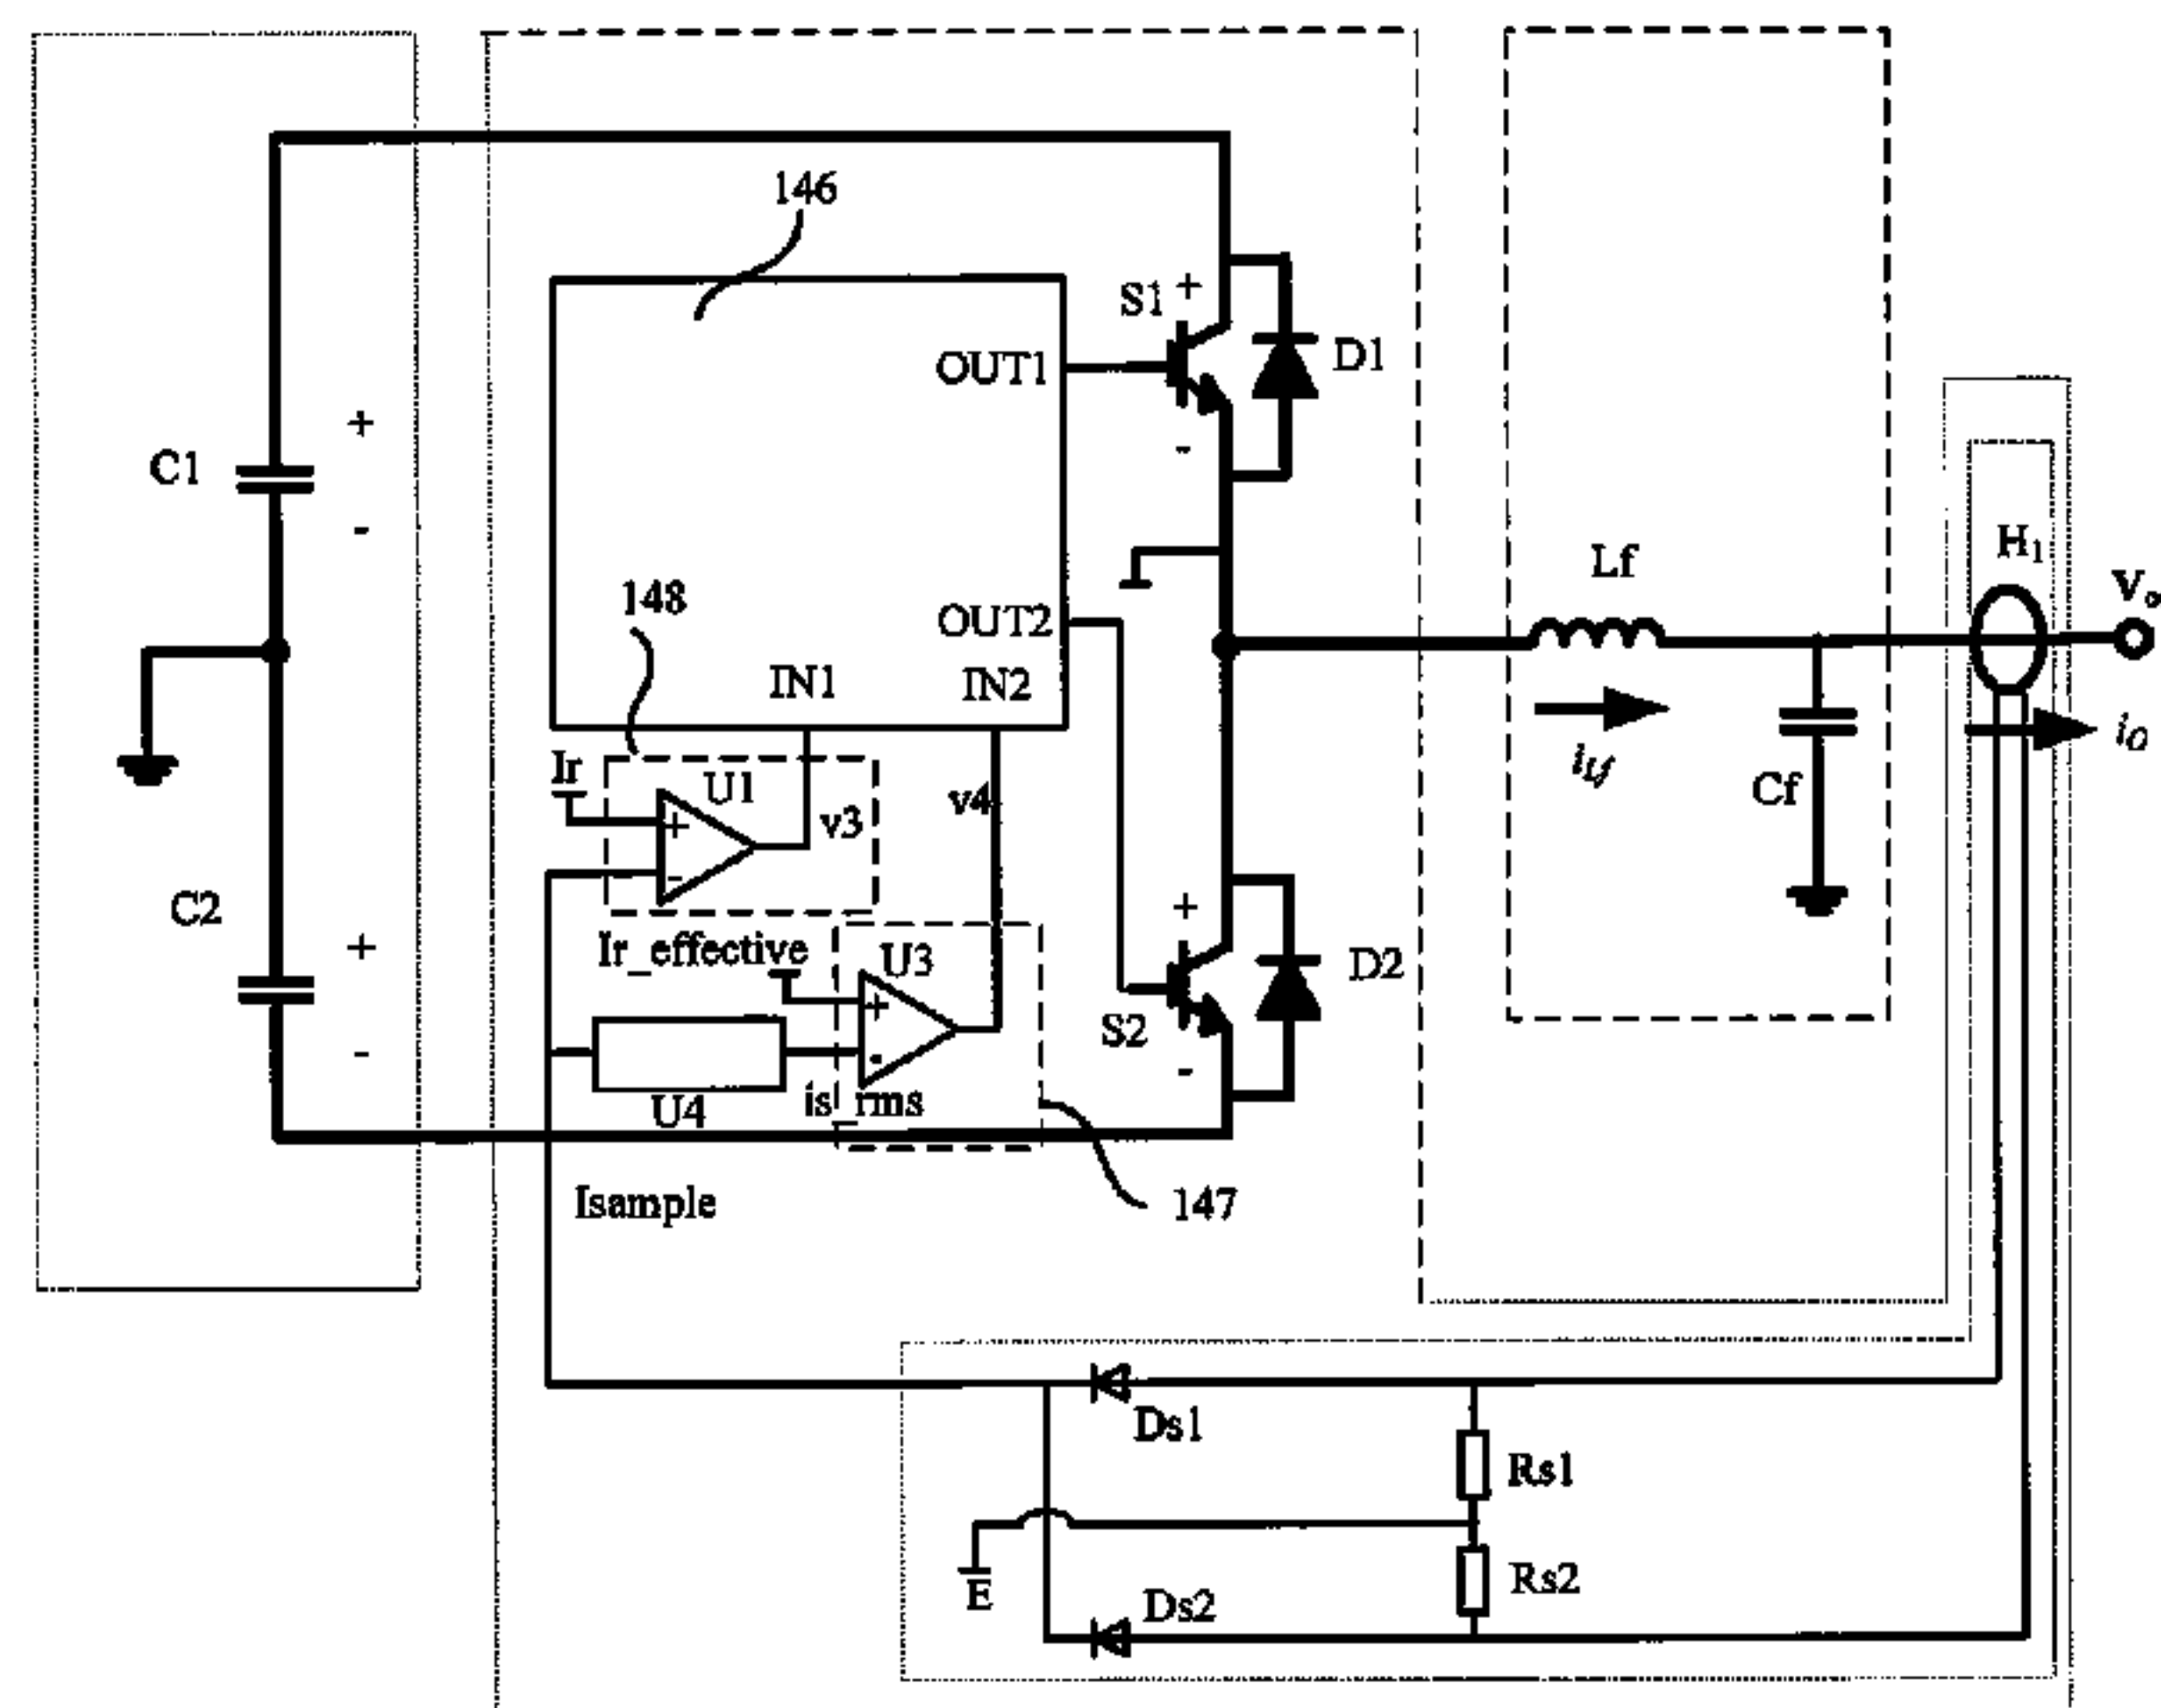 146
S1
+
OUT1
D1
-
C1
+
-
H1
Lf
Vo
148
OUT2
IN1
IN2
iLf
iO
Ir
U1
+
v3
v4
-
Cf
C2
+
-
Ir_effective
U3
+
-
+
S2
-
D2
U4
is_rms
Isample
147
Ds1
Rs1
E
Ds2
Rs2